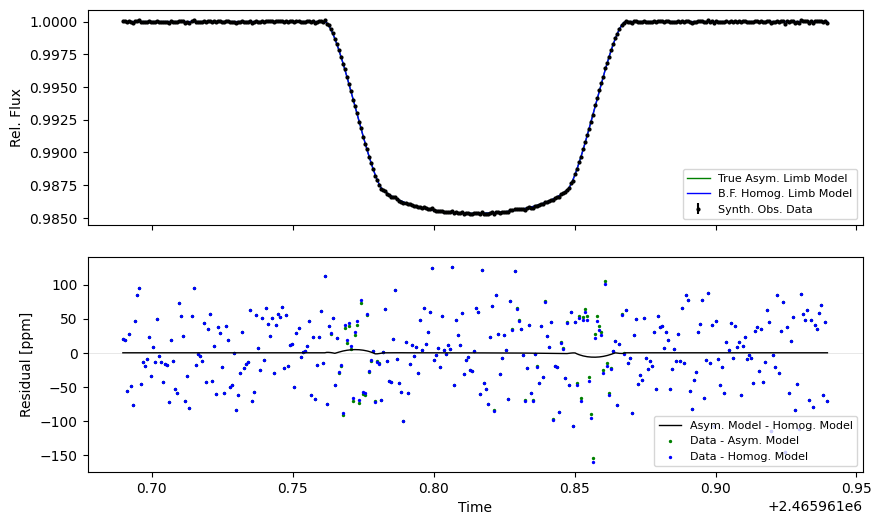 1.0000
0.9975
0.9950
0.9925
0.9900
0.9875
0.9850
Rel. Flux
True Asym. Limb Model
B.F. Homog. Limb Model
Synth. Obs. Data
100
50
0
−50
−100
−150
Residual [ppm]
Asym. Model - Homog. Model
Data - Asym. Model
Data - Homog. Model
0.70
0.75
0.80
0.85
0.90
0.95
Time
+2.465961e6